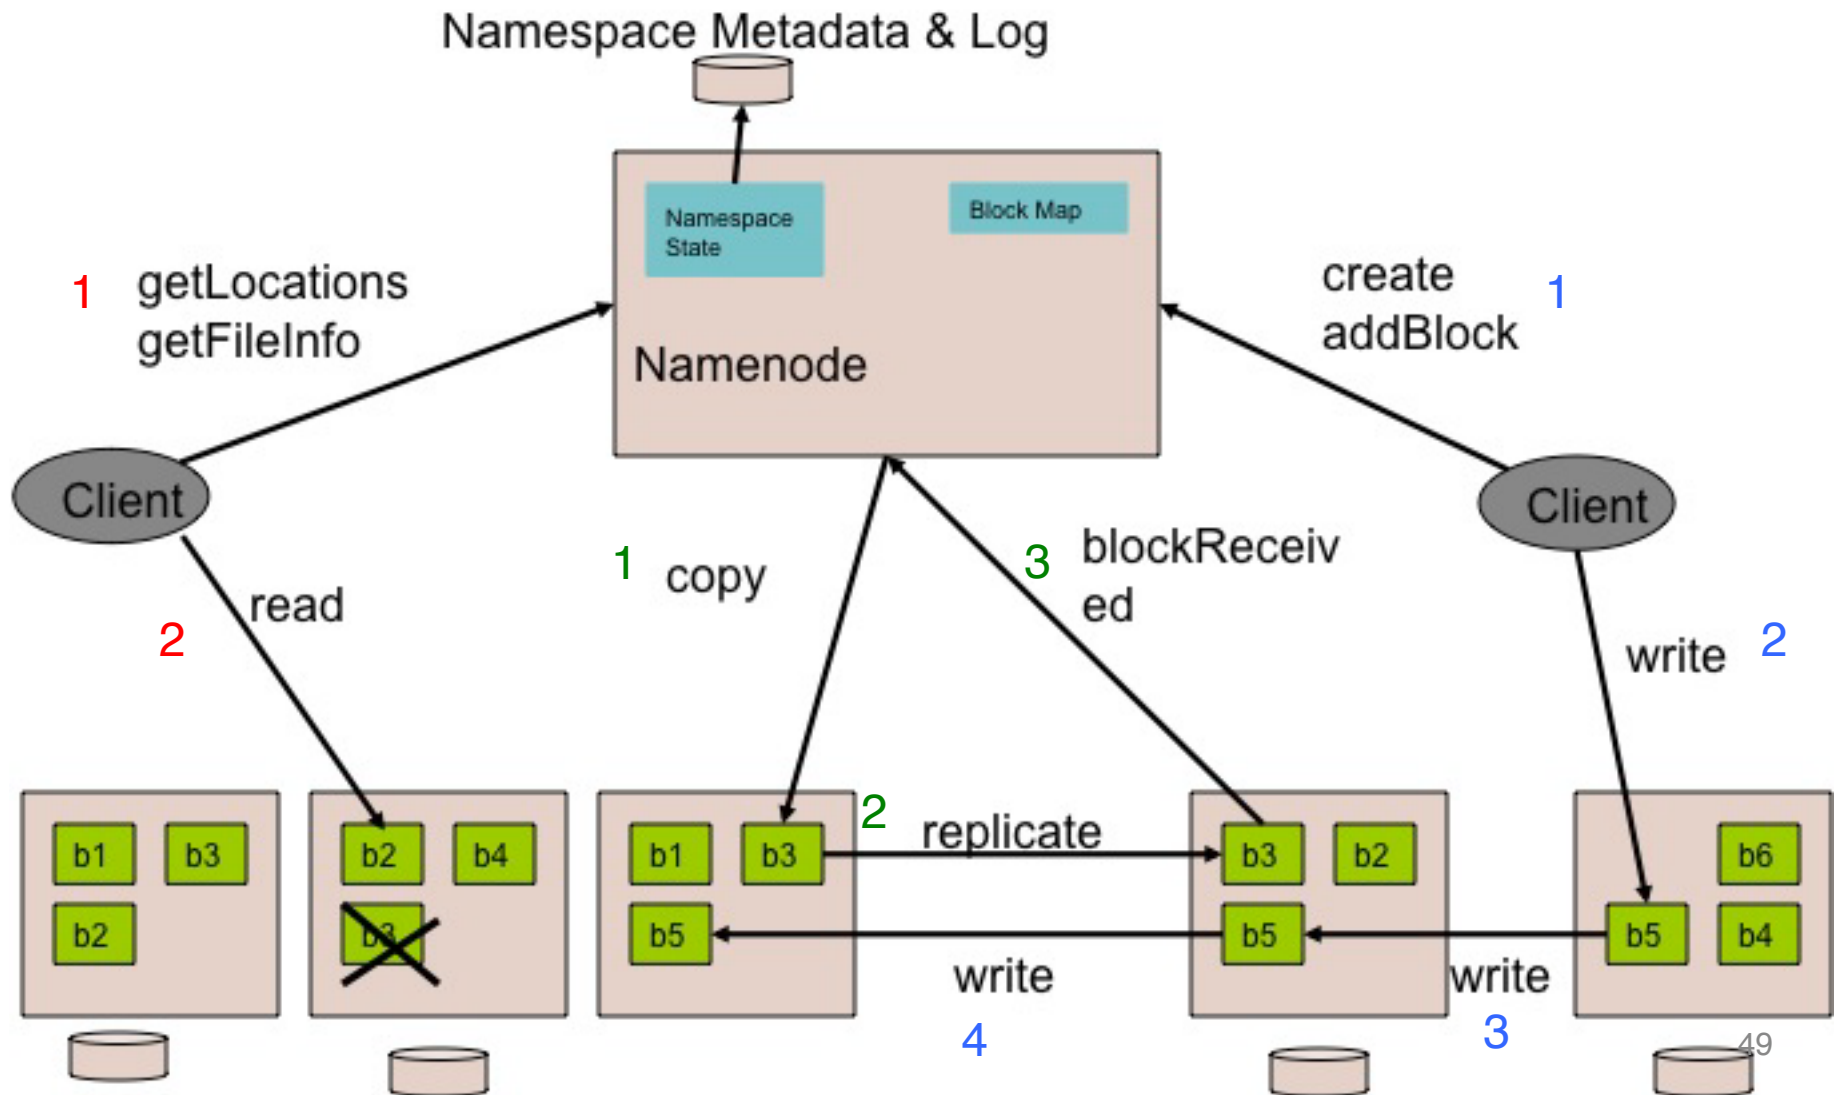 Namespace Metadata & Log
Namespace
State
Block Map
Namenode
1
getLocations
getFileInfo
create
addBlock
1
Client
Client
1
copy
3
blockReceiv
ed
read
2
write
2
2
replicate
b1
b3
b2
b2
b4
b3
b1
b3
b5
b3
b2
b5
b6
b5
b4
write
4
write
3
49